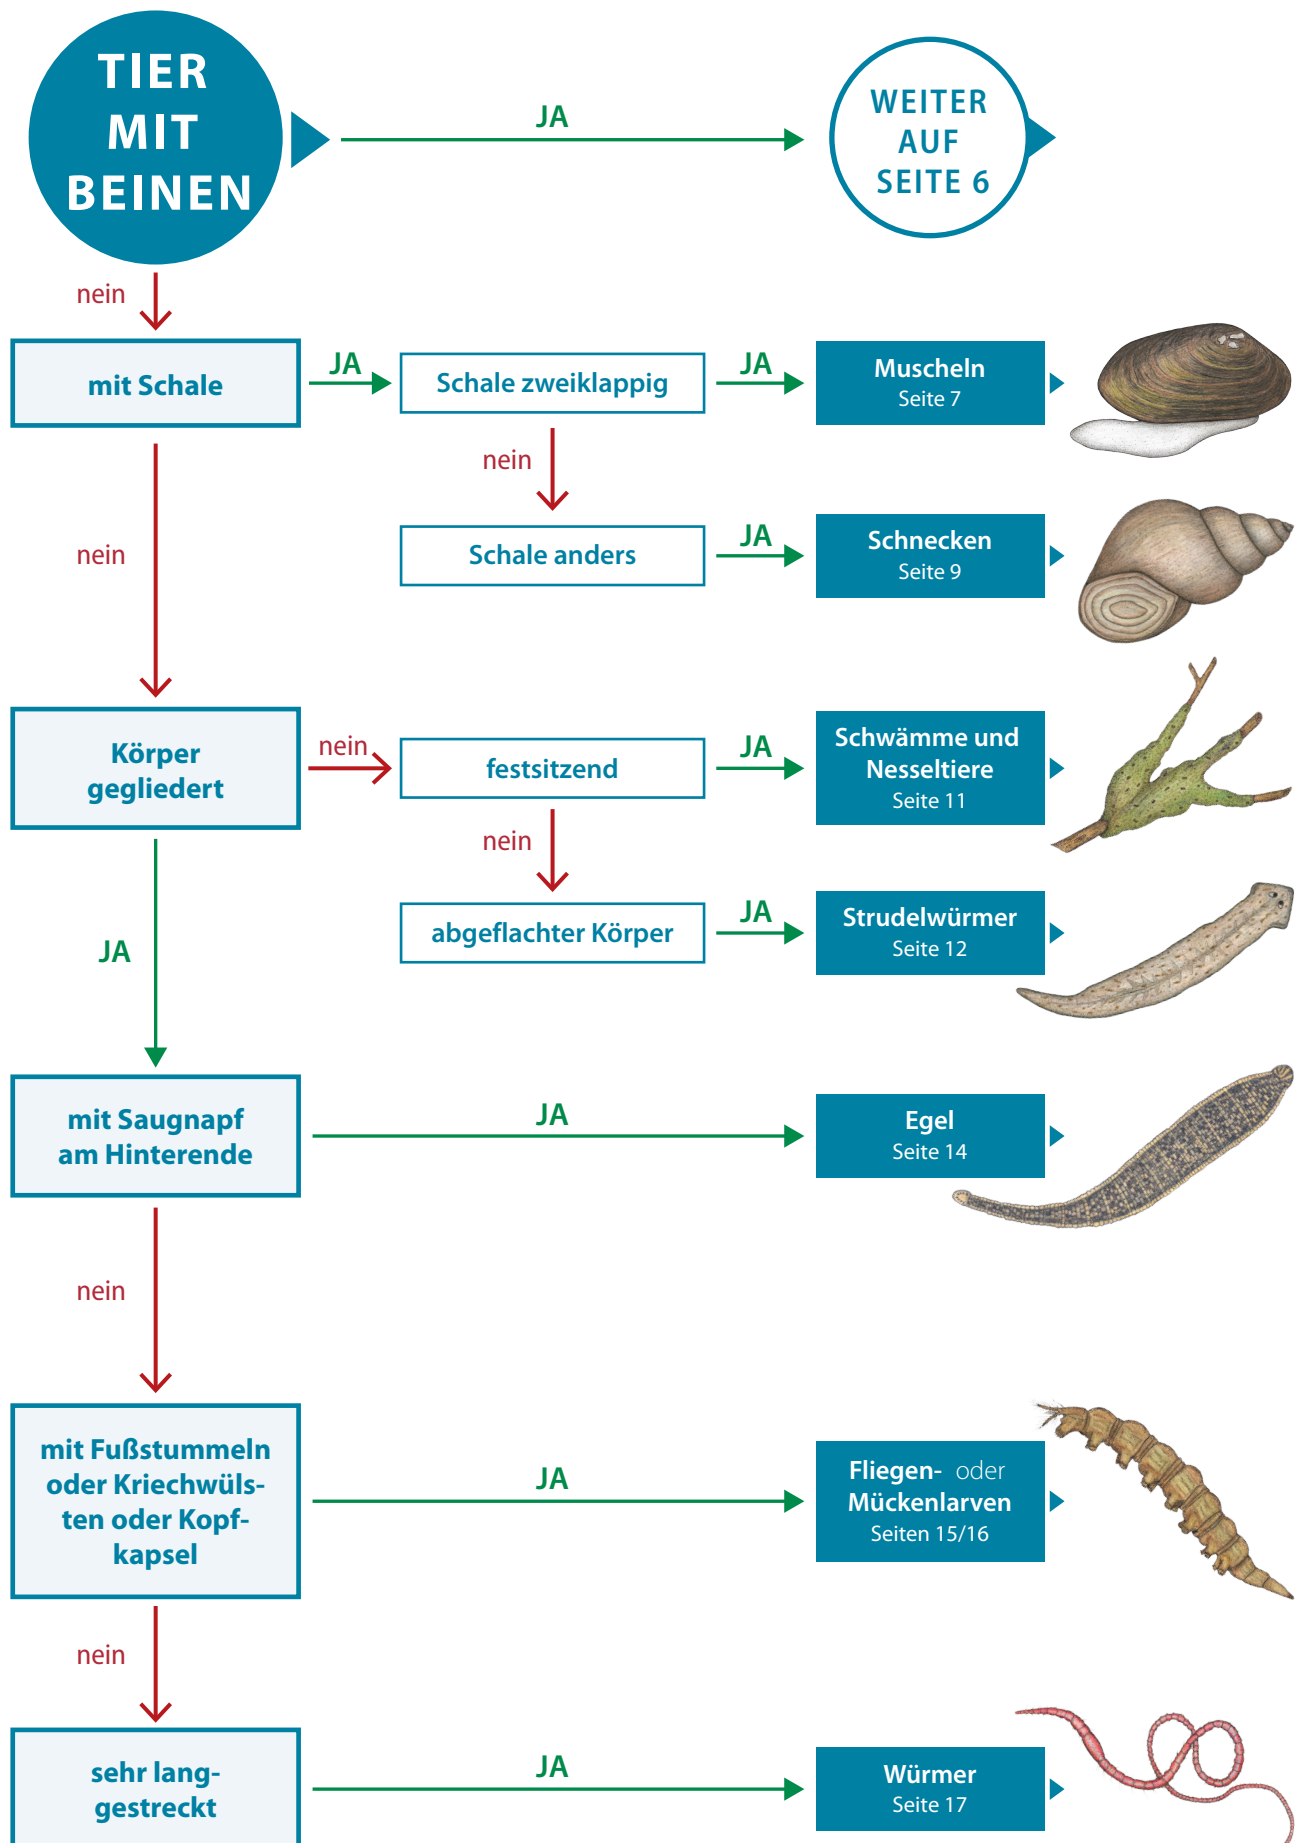 TIER
MIT
BEINEN
JA
WEITER
AUF
SEITE 6
nein
mit Schale
JA
Schale zweiklappig
JA
Muscheln
Seite 7
nein
nein
Schale anders
JA
Schnecken
Seite 9
Körper
gegliedert
nein
festsitzend
JA
Schwämme und
Nesseltiere
Seite 11
nein
JA
abgeflachter Körper
JA
Strudelwürmer
Seite 12
mit Saugnapf
am Hinterende
JA
Egel
Seite 14
nein
mit Fußstummeln
oder Kriechwüls-
ten oder Kopf-
kapsel
JA
Fliegen- oder
Mückenlarven
Seiten 15/16
nein
sehr lang-
gestreckt
JA
Würmer
Seite 17